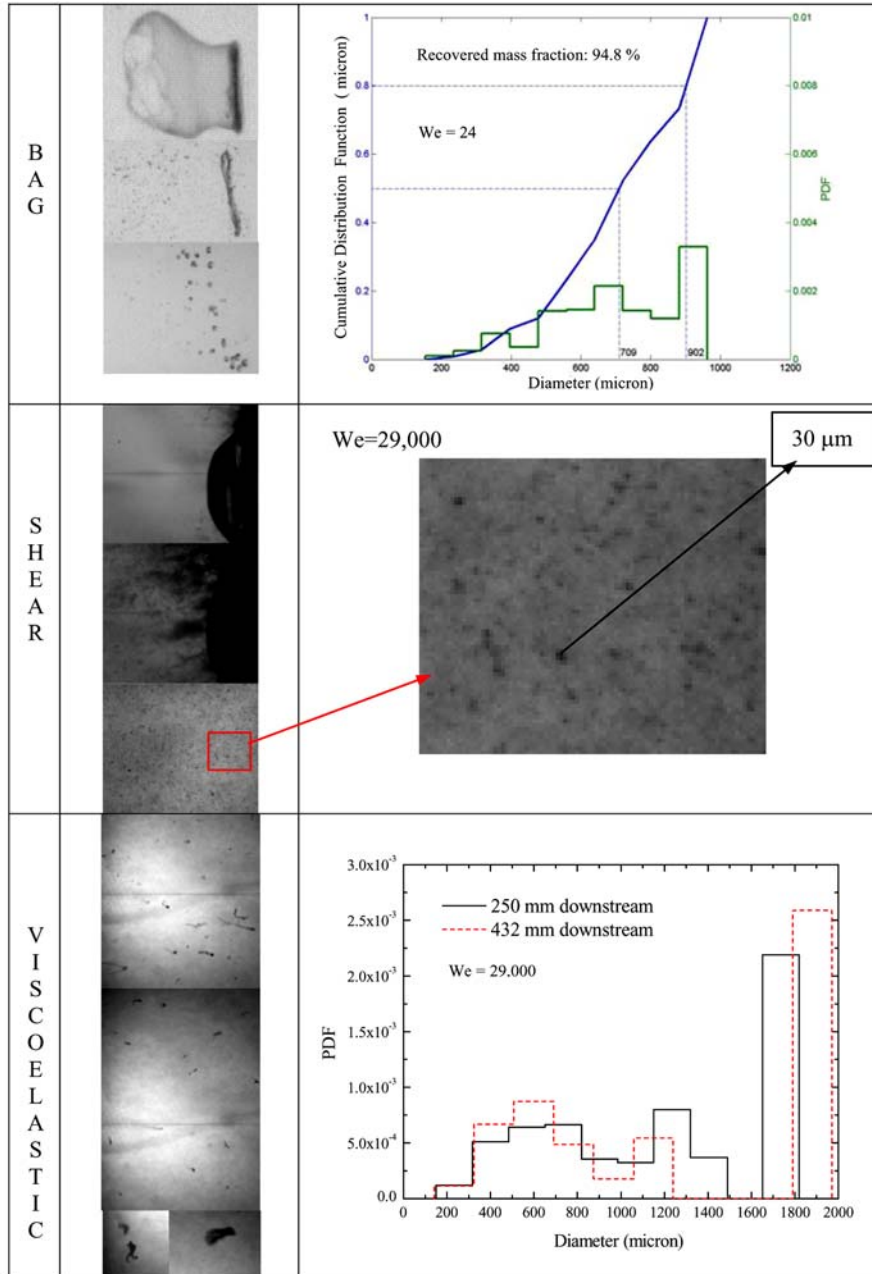 BAG
Recovered mass fraction: 94.8 %
We = 24
Cumulative Distribution Function ( micron )
1
0.8
0.6
0.4
0.2
0
0.01
0.008
0.006
0.004
0.002
0
PDF
709
902
0 200 400 600 800 1000 1200
Diameter (micron)
SHEAR
We=29,000
30 μm
VISCOELASTIC
3.0x10⁻³
2.5x10⁻³
2.0x10⁻³
1.5x10⁻³
1.0x10⁻³
5.0x10⁻⁴
0.0
PDF
250 mm downstream
432 mm downstream
We = 29,000
0 200 400 600 800 1000 1200 1400 1600 1800 2000
Diameter (micron)